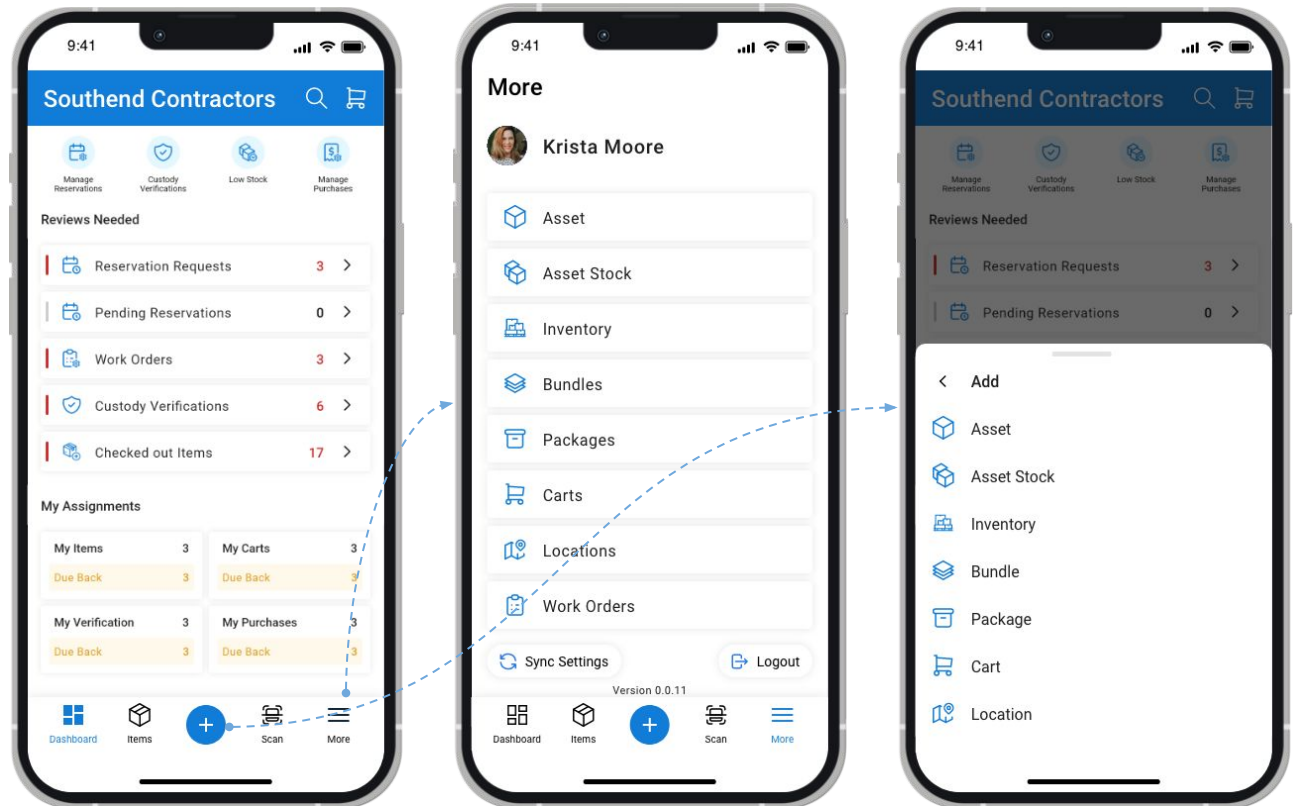 9:41
Southend Contractors
Manage
Reservations
Custody
Verifications
Low Stock
Manage
Purchases
Reviews Needed
Reservation Requests 3
Pending Reservations 0
Work Orders 3
Custody Verifications 6
Checked out Items 17
My Assignments
My Items 3
Due Back 3
My Carts 3
Due Back 3
My Verification 3
Due Back 3
My Purchases 3
Due Back 3
Dashboard
Items
Scan
More
9:41
More
Krista Moore
Asset
Asset Stock
Inventory
Bundles
Packages
Carts
Locations
Work Orders
Sync Settings
Logout
Version 0.0.11
Dashboard
Items
Scan
More
9:41
Southend Contractors
Manage
Reservations
Custody
Verifications
Low Stock
Manage
Purchases
Reviews Needed
Reservation Requests 3
Pending Reservations 0
Add
Asset
Asset Stock
Inventory
Bundle
Package
Cart
Location